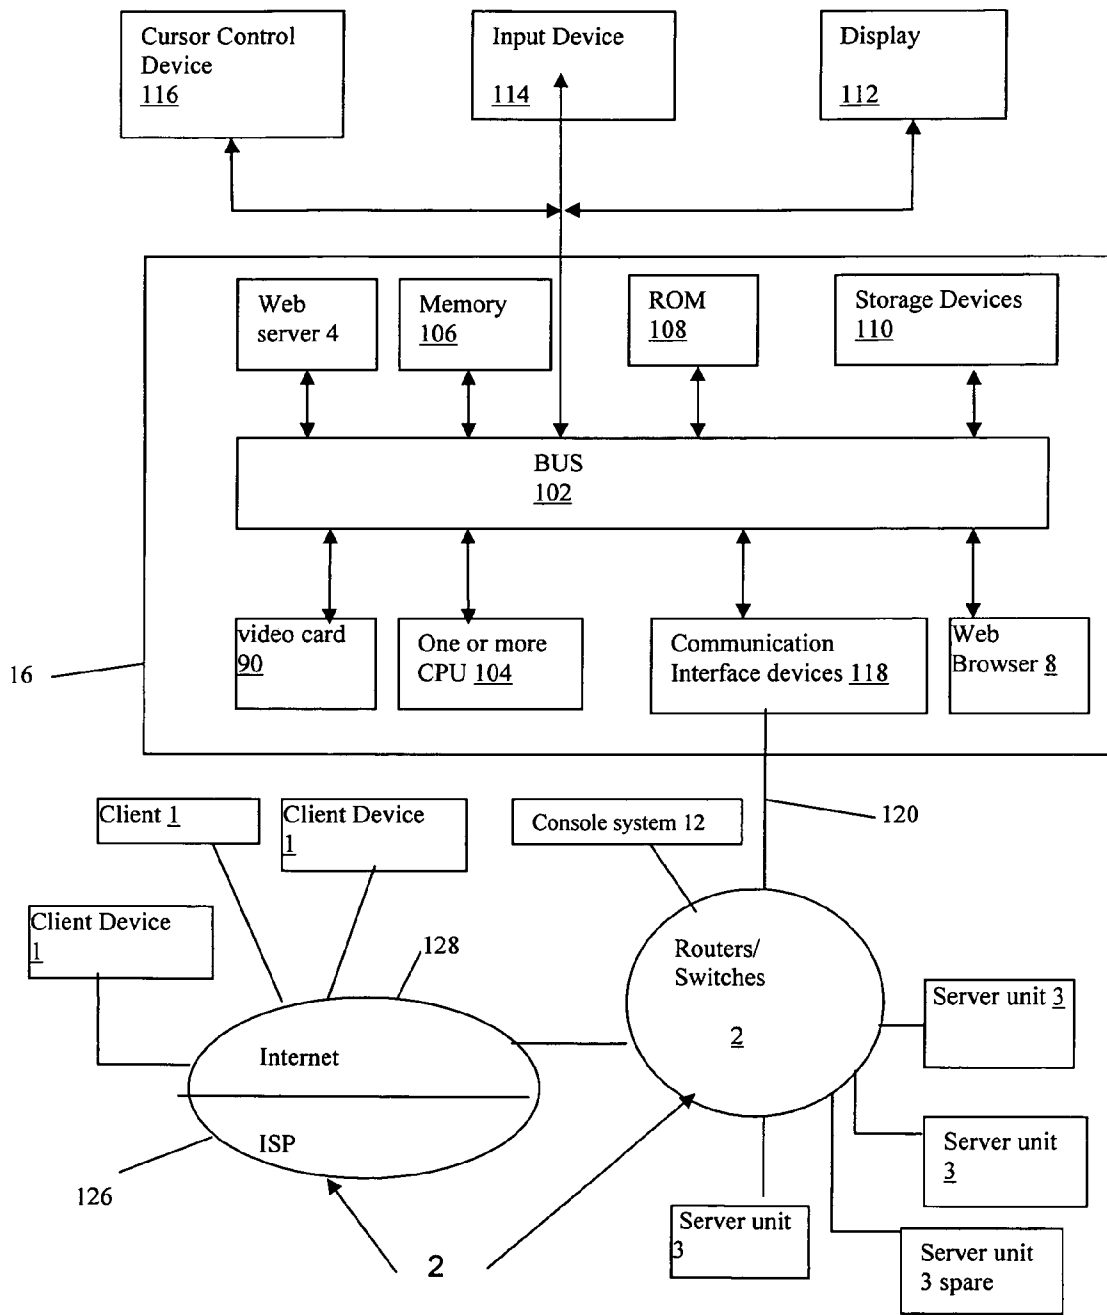 Cursor Control
Device
116
Input Device
114
Display
112
Web
server 4
Memory
106
ROM
108
Storage Devices
110
BUS
102
video card
90
One or more
CPU 104
Communication
Interface devices 118
Web
Browser 8
16
Client 1
Client Device
1
Console system 12
120
Client Device
1
128
Routers/
Switches
2
Server unit 3
Internet
ISP
126
Server unit
3
Server unit
3
Server unit
3 spare
2